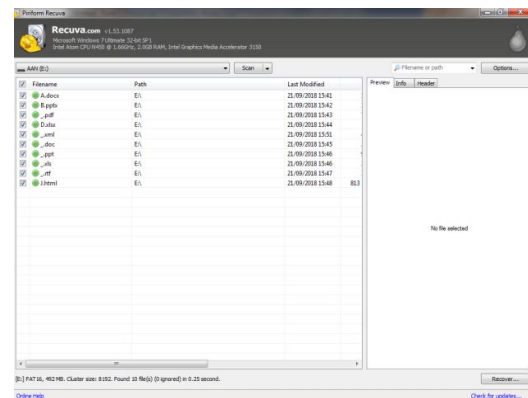 Piriform Recuva
Recuva.com v1.53.1087
Microsoft Windows 7 Ultimate 32-bit SP1
Intel Atom CPU N450 @ 1.66GHz, 2.0GB RAM, Intel Graphics Media Accelerator 3150
AAN (E:) Scan Filename or path Options...
Filename Path Last Modified Preview Info Header
A.docx E:\ 21/09/2018 15:41
B.pptx E:\ 21/09/2018 15:42
_.pdf E:\ 21/09/2018 15:43
D.xlsx E:\ 21/09/2018 15:44
_.xml E:\ 21/09/2018 15:51
_.doc E:\ 21/09/2018 15:45
_.ppt E:\ 21/09/2018 15:46
_.xls E:\ 21/09/2018 15:46
_.rtf E:\ 21/09/2018 15:47
J.html E:\ 21/09/2018 15:48 813
No file selected
[E:] FAT16, 492 MB. Cluster size: 8192. Found 10 file(s) (0 ignored) in 0.25 second. Recover...
Online Help Check for updates...